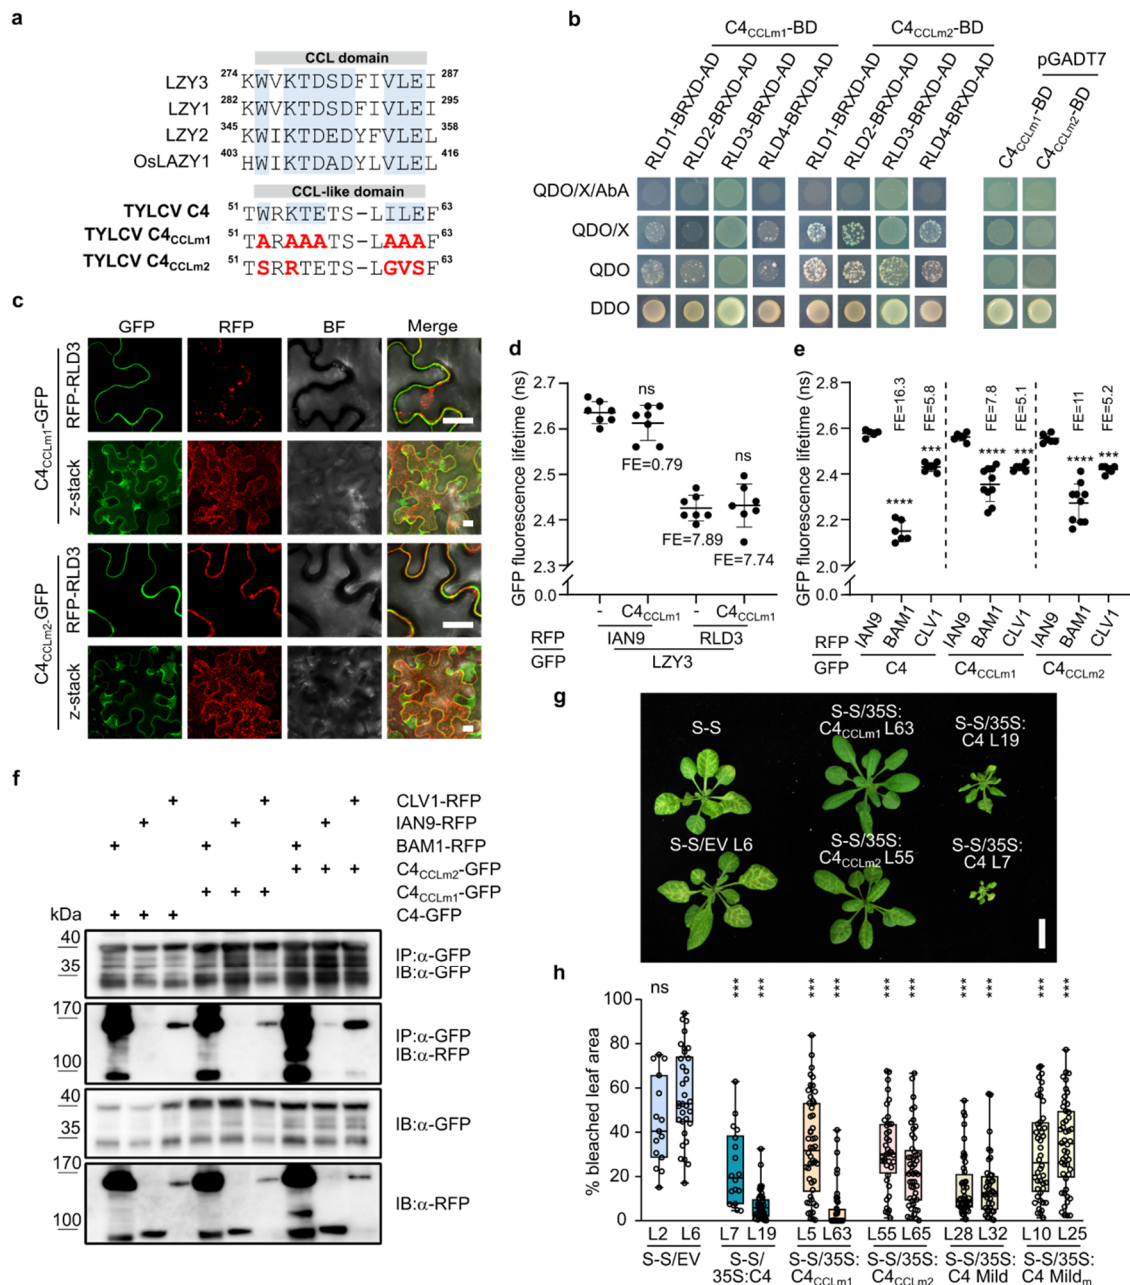 a
CCL domain
LZY3 274 KWVKTDSDFIVLEI 287
LZY1 282 KWVKTDSDFIVLEI 295
LZY2 345 KWIKTDEDYFVLEL 358
OsLAZY1 403 HWIKTDADYLVLEL 416
CCL-like domain
TYLCV C4 51 TWRKTETS-LILEF 63
TYLCV C4CCLm1 51 TARAAATS-LAAAF 63
TYLCV C4CCLm2 51 TSRRTETS-LGVSF 63
b
C4CCLm1-BD C4CCLm2-BD
pGADT7
RLD1-BRXD-AD RLD2-BRXD-AD RLD3-BRXD-AD RLD4-BRXD-AD RLD1-BRXD-AD RLD2-BRXD-AD RLD3-BRXD-AD RLD4-BRXD-AD C4CCLm1-BD C4CCLm2-BD
QDO/X/AbA
QDO/X
QDO
DDO
c
GFP RFP BF Merge
C4CCLm1-GFP
RFP-RLD3
z-stack
C4CCLm2-GFP
RFP-RLD3
z-stack
d
GFP fluorescence lifetime (ns)
2.7
2.6
2.5
2.4
2.3
0.0
ns
FE=0.79
ns
FE=7.89
FE=7.74
- C4CCLm1 - C4CCLm1
RFP IAN9 RLD3
GFP LZY3
e
GFP fluorescence lifetime (ns)
2.8
2.6
2.4
2.2
2.0
0.0
FE=16.3 FE=5.8 FE=7.8 FE=5.1 FE=11 FE=5.2
**** *** **** *** **** ***
RFP IAN9 BAM1 CLV1 IAN9 BAM1 CLV1 IAN9 BAM1 CLV1
GFP C4 C4CCLm1 C4CCLm2
f
+ + + CLV1-RFP
+ + + IAN9-RFP
+ + + BAM1-RFP
+ + + C4CCLm2-GFP
+ + + C4CCLm1-GFP
kDa + + + C4-GFP
40
35
IP:α-GFP
IB:α-GFP
170
100
IP:α-GFP
IB:α-RFP
40
35
IB:α-GFP
170
100
IB:α-RFP
g
S-S
S-S/35S:
C4CCLm1 L63
S-S/35S:
C4 L19
S-S/EV L6
S-S/35S:
C4CCLm2 L55
S-S/35S:
C4 L7
h
% bleached leaf area
100
80
60
40
20
0
ns *** *** *** *** *** *** *** *** *** ***
L2 L6 L7 L19 L5 L63 L55 L65 L28 L32 L10 L25
S-S/EV S-S/ S-S/35S: S-S/35S: S-S/35S: S-S/35S:
35S:C4 C4CCLm1 C4CCLm2 C4 Mild C4 Mildm